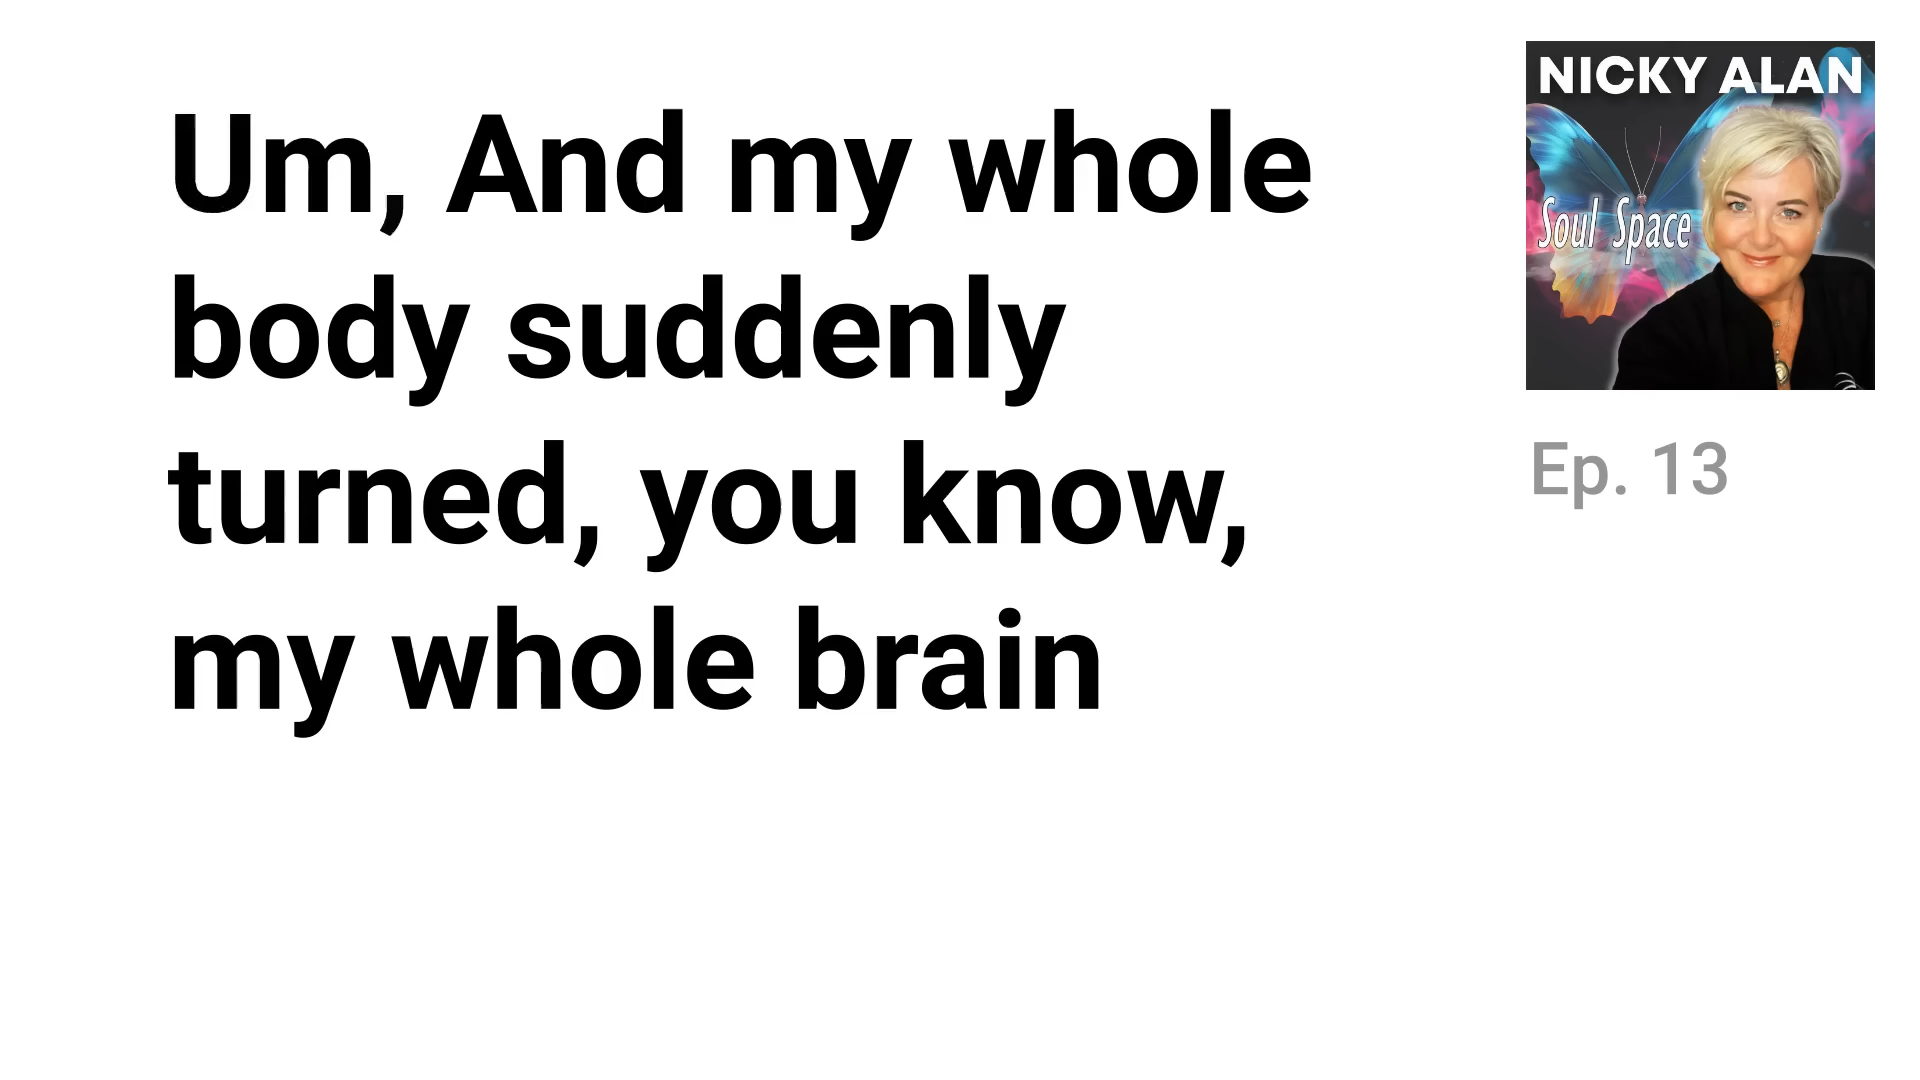 Um, And my whole
body suddenly
turned, you know,
my whole brain
NICKY ALAN
Soul Space
Ep. 13